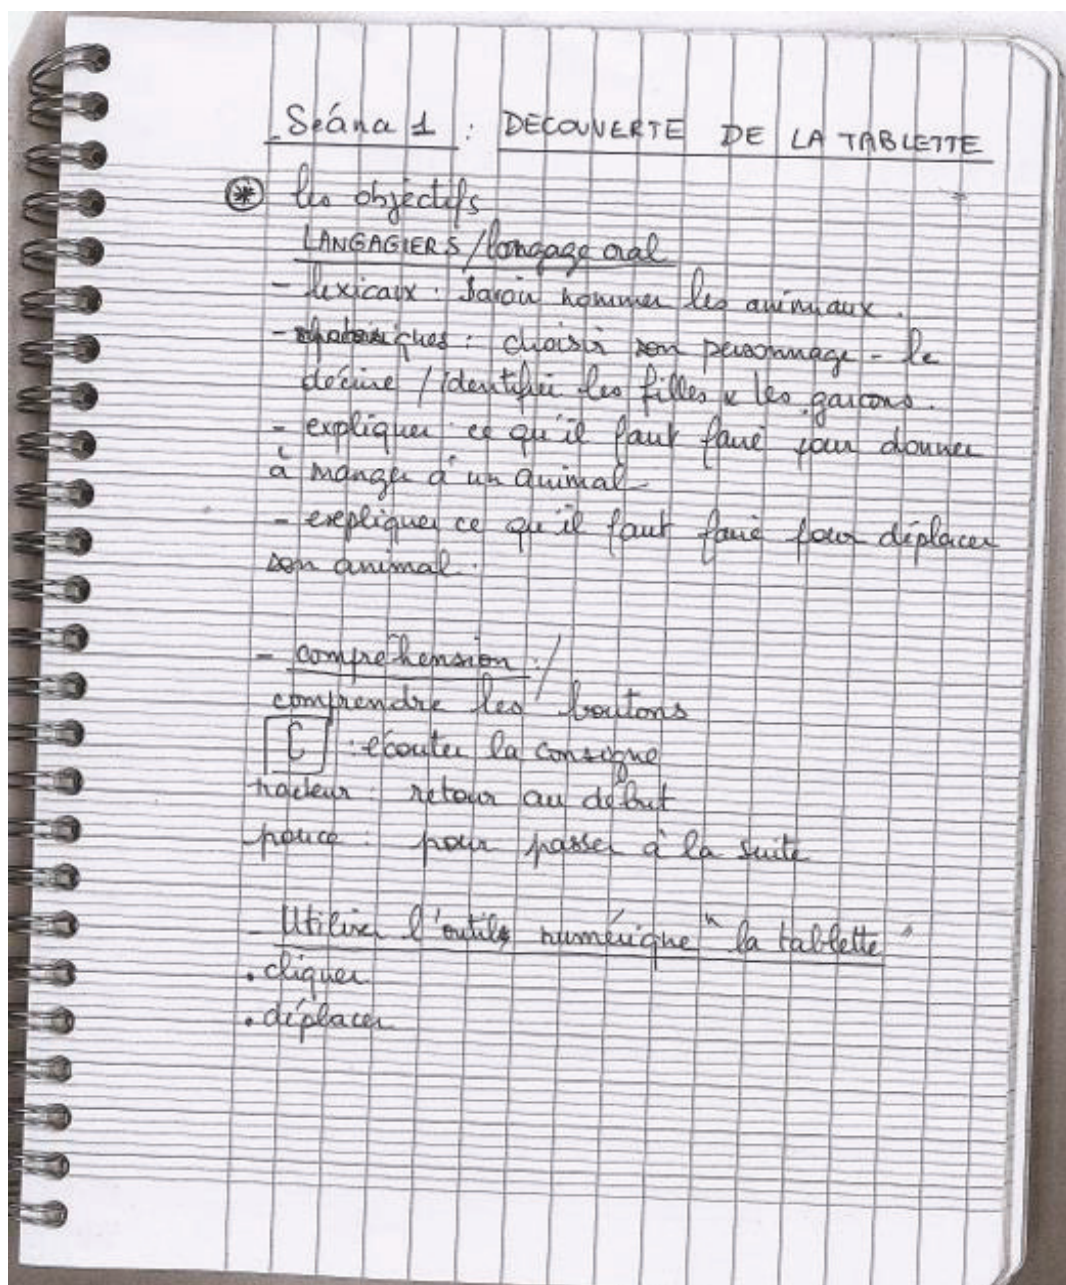 - Séance 1 : DECOUVERTE DE LA TABLETTE
* les objectifs
LANGAGIERS / langage oral
- lexicaux : savoir nommer les animaux.
- : choisir son personnage - le
décrire / identifier les filles x les garçons.
- expliquer ce qu'il faut faire pour donner
à manger à un animal
- expliquer ce qu'il faut faire pour déplacer
son animal.
- compréhension : /
comprendre les boutons
C : écouter la consigne
tracteur : retour au début
pouce : pour passer à la suite
- Utiliser l'outils numérique "la tablette"
. cliquer
. déplacer